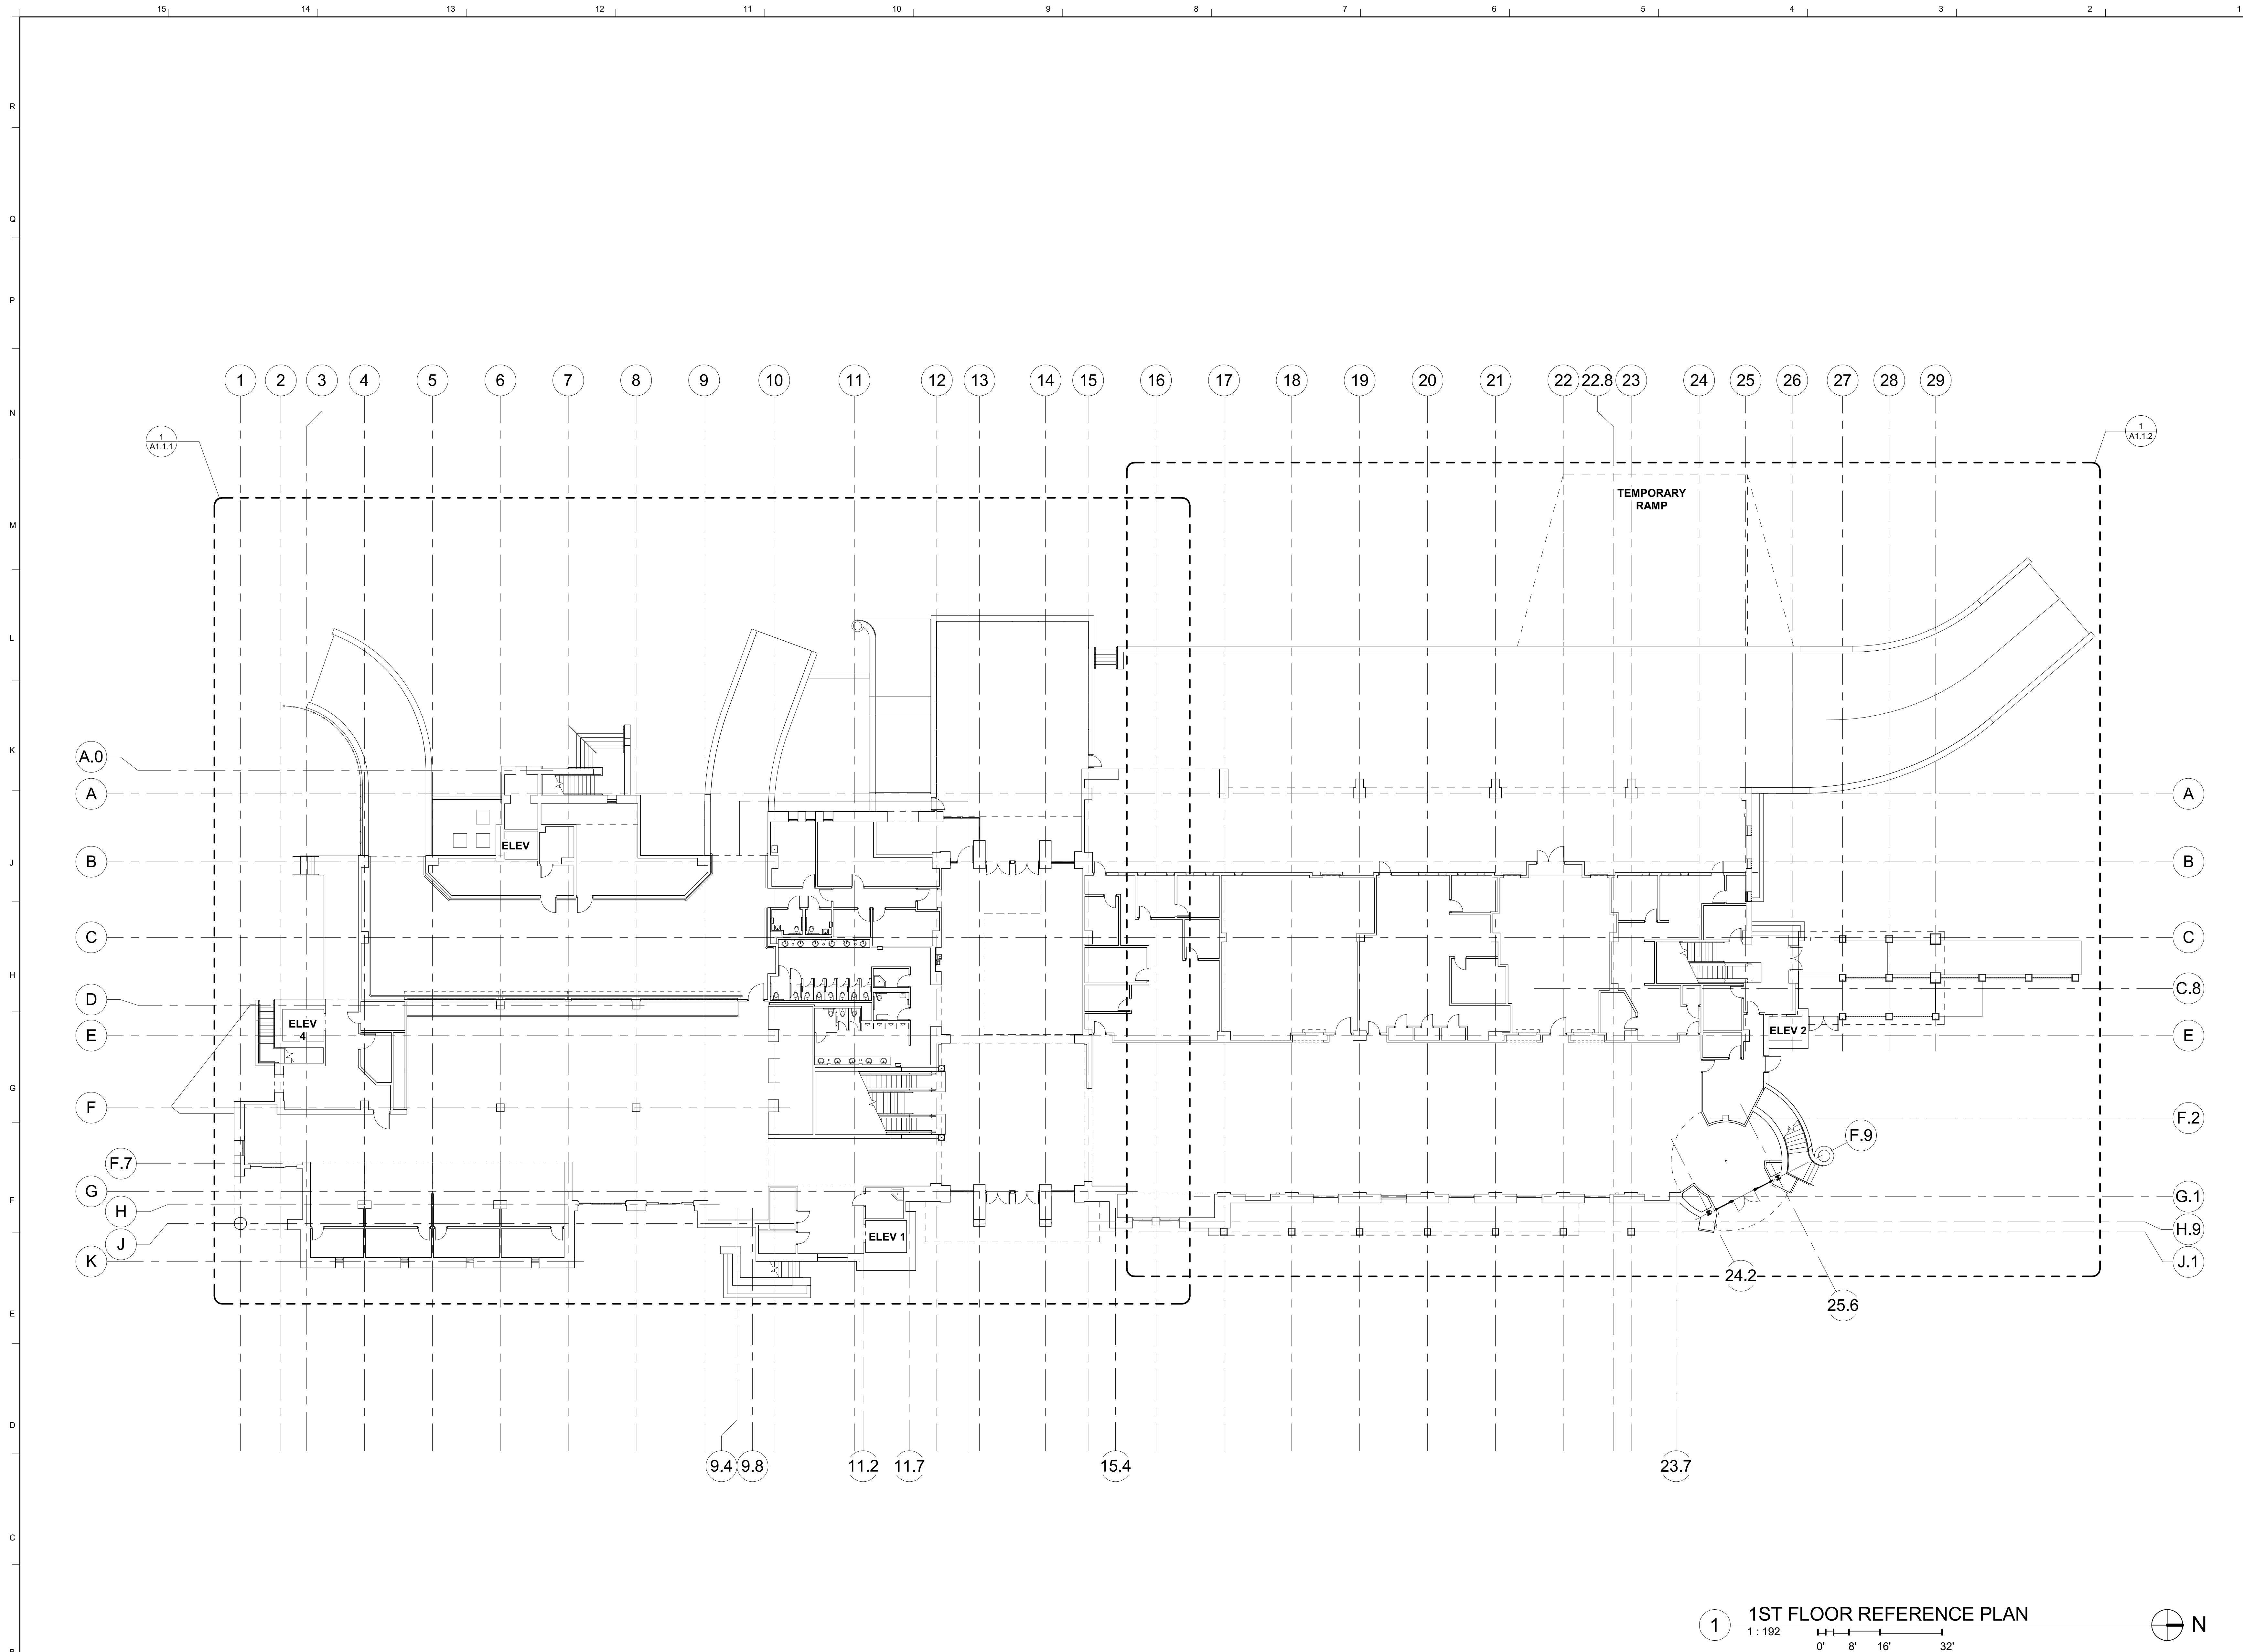 15 14 13 12 11 10 9 8 7 6 5 4 3 2 1
R
Q
P
1 2 3 4 5 6 7 8 9 10 11 12 13 14 15 16 17 18 19 20 21 22 22.8 23 24 25 26 27 28 29
N
1
A1.1.1
1
A1.1.2
TEMPORARY
RAMP
M
L
K
A.0
A A
ELEV
J
B B
C C
H
D C.8
ELEV
4
E ELEV 2 E
G
F F.2
F.9
F.7
G G.1
F
H
H.9
J
ELEV 1
K J.1
24.2
25.6
E
D
9.4 9.8 11.2 11.7 15.4 23.7
C
1 1ST FLOOR REFERENCE PLAN
1 : 192
0' 8' 16' 32'
N
B